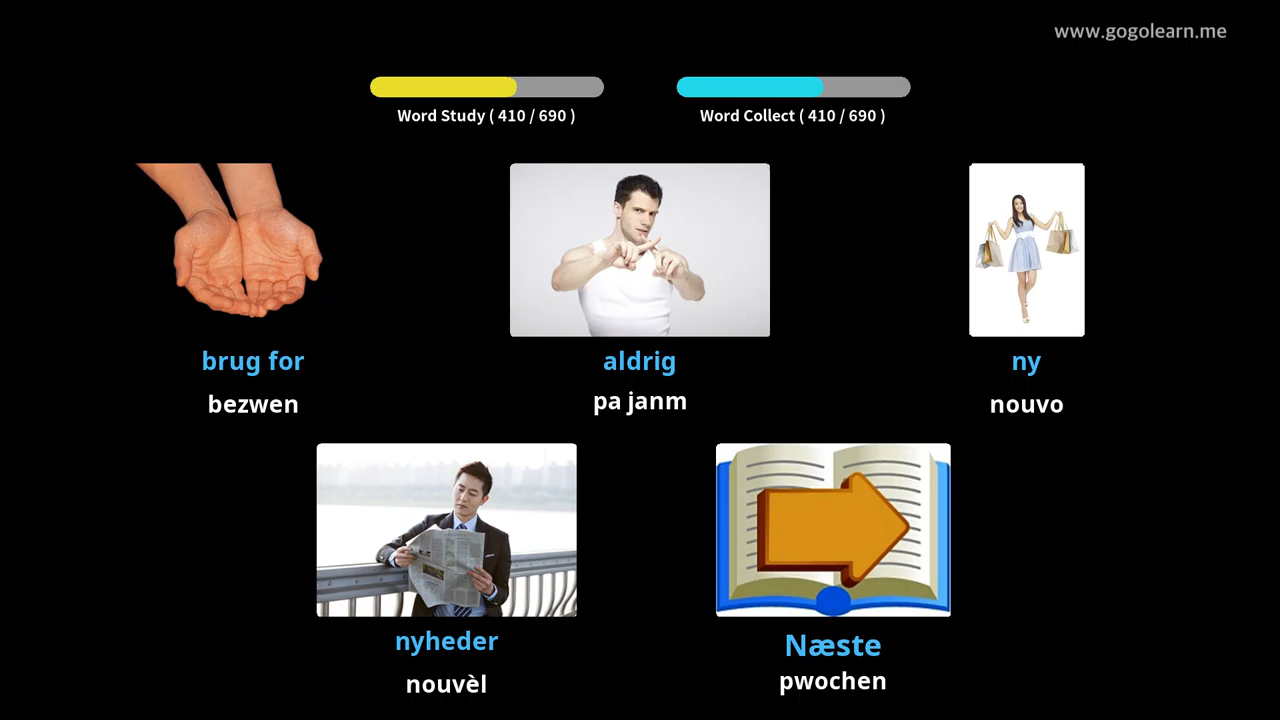 www.gogolearn.me
Word Study ( 410 / 690 )
Word Collect ( 410 / 690 )
brug for
bezwen
aldrig
pa janm
ny
nouvo
nyheder
nouvèl
Næste
pwochen